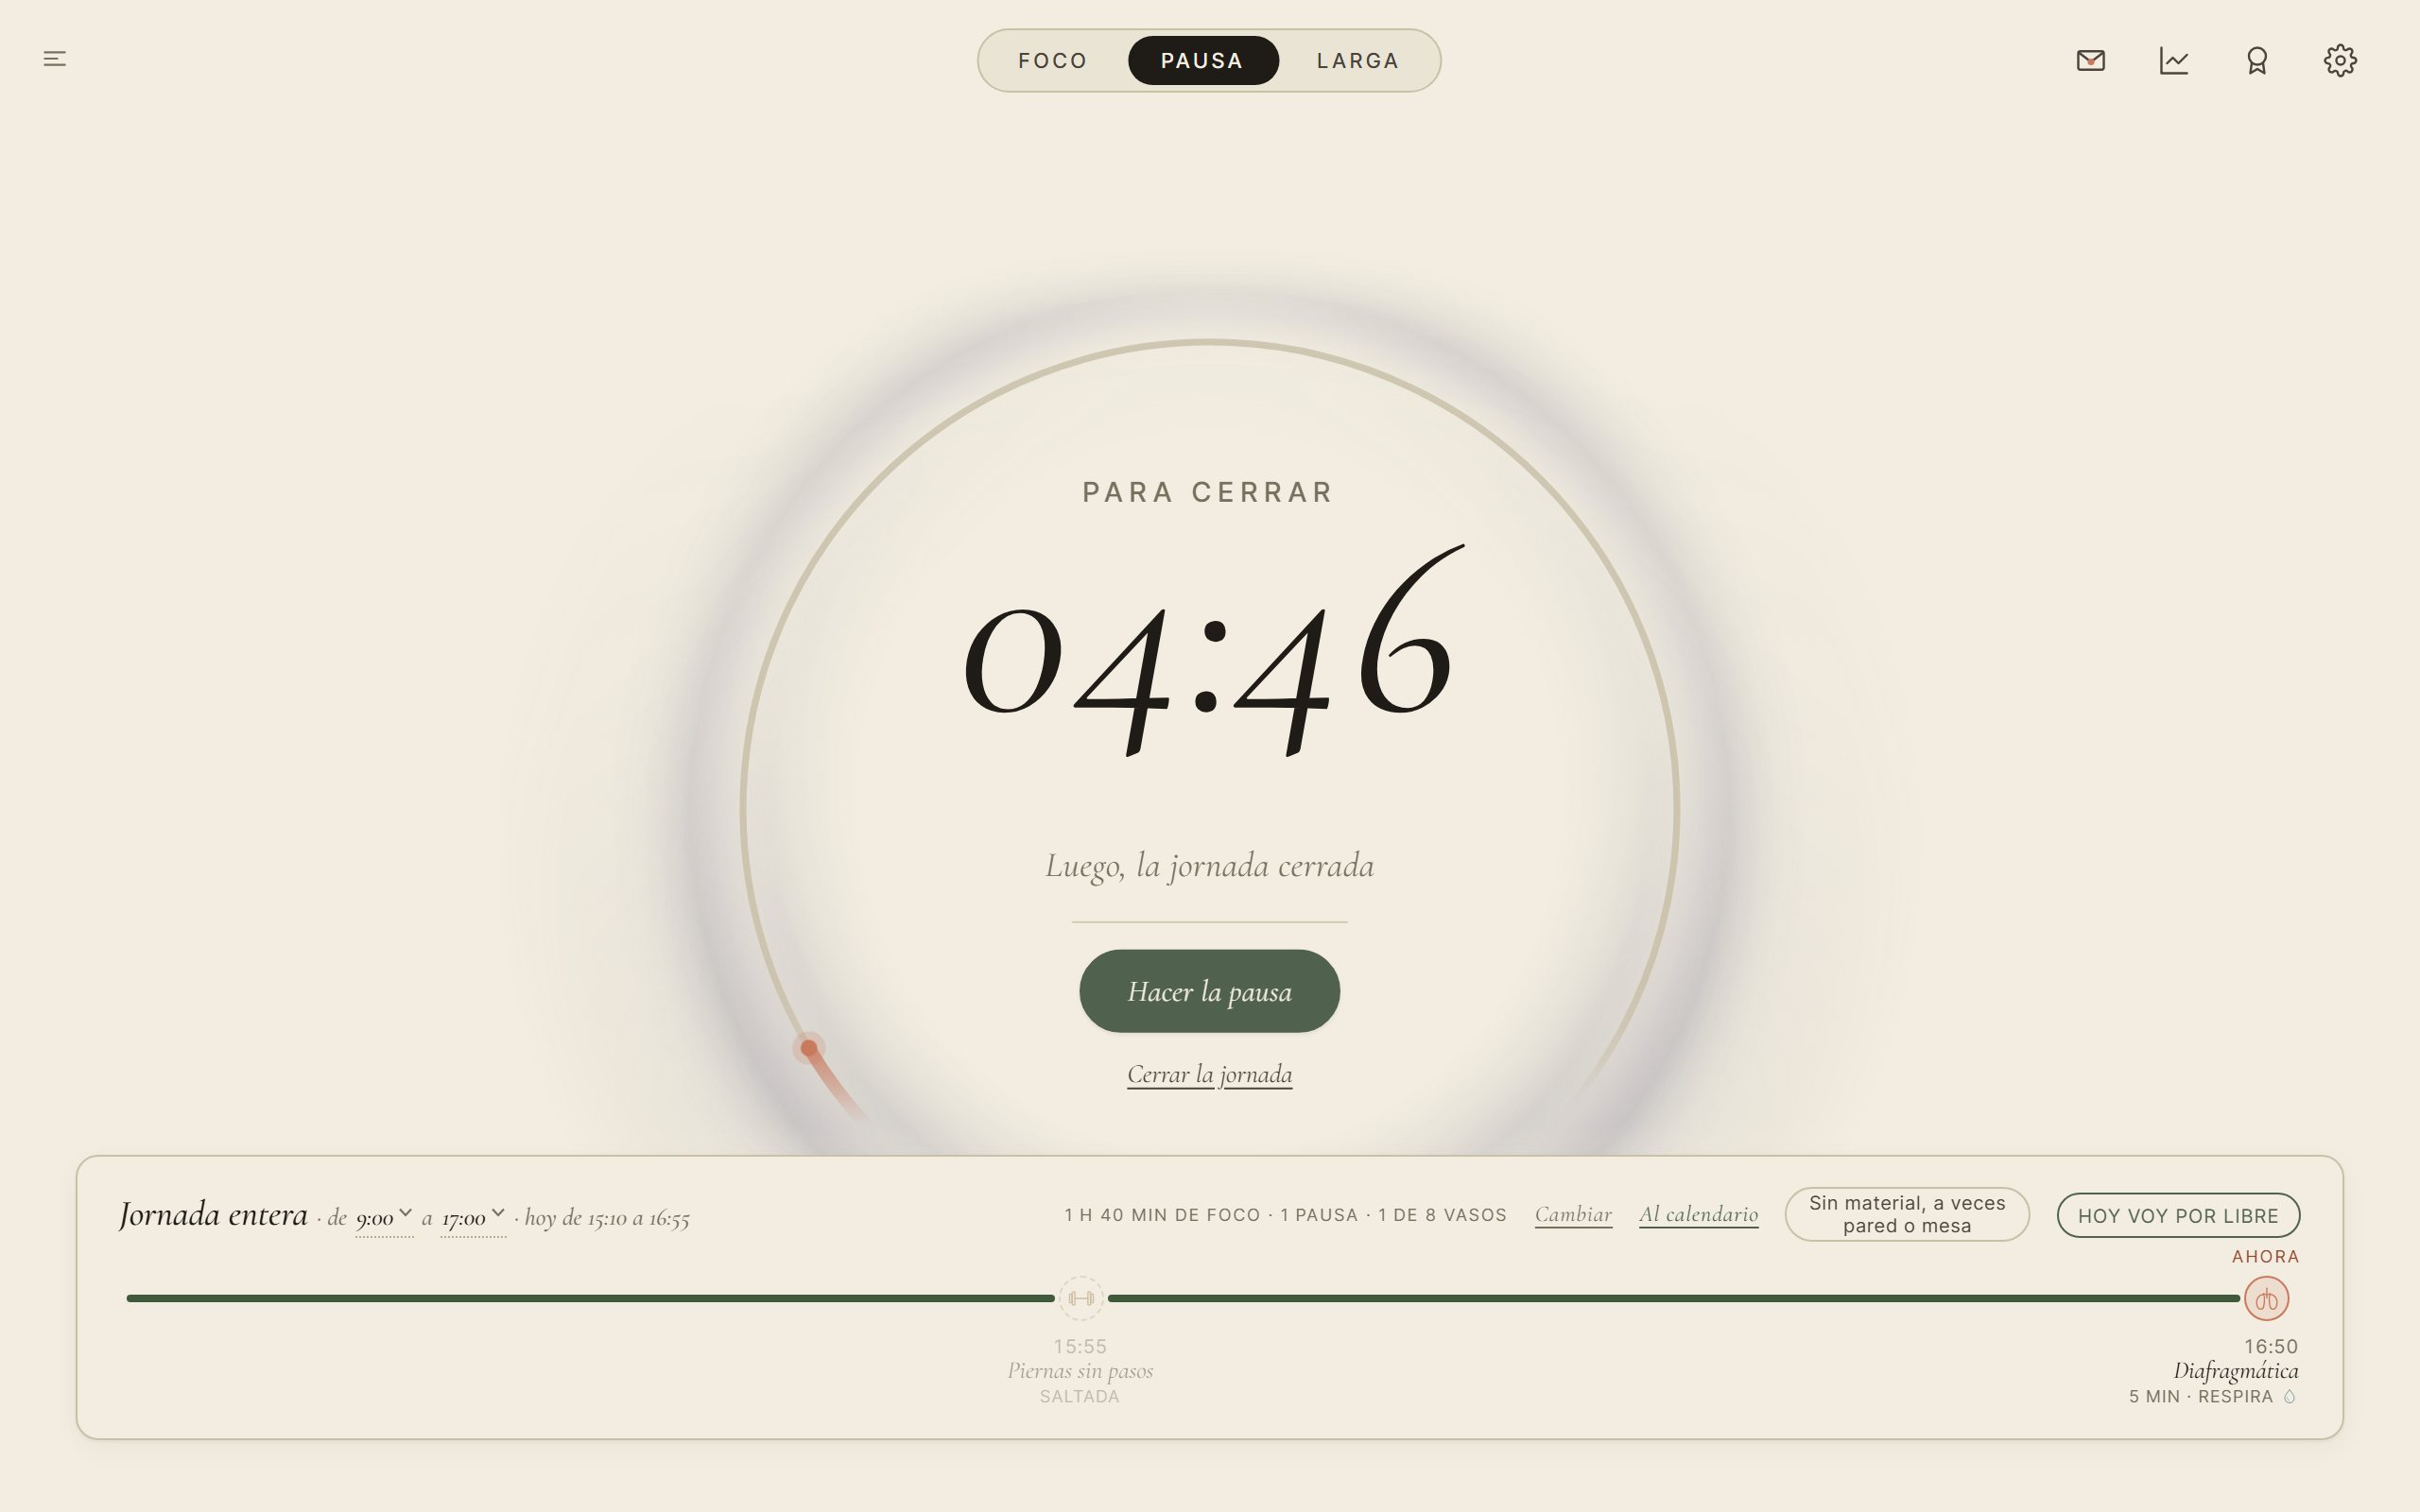 FOCO PAUSA LARGA
PARA CERRAR
04:46
Luego, la jornada cerrada
Hacer la pausa
Cerrar la jornada
Jornada entera · de 9:00 a 17:00 · hoy de 15:10 a 16:55
1 H 40 MIN DE FOCO · 1 PAUSA · 1 DE 8 VASOS
Cambiar
Al calendario
Sin material, a veces
pared o mesa
HOY VOY POR LIBRE
AHORA
15:55
Piernas sin pasos
SALTADA
16:50
Diafragmática
5 MIN · RESPIRA